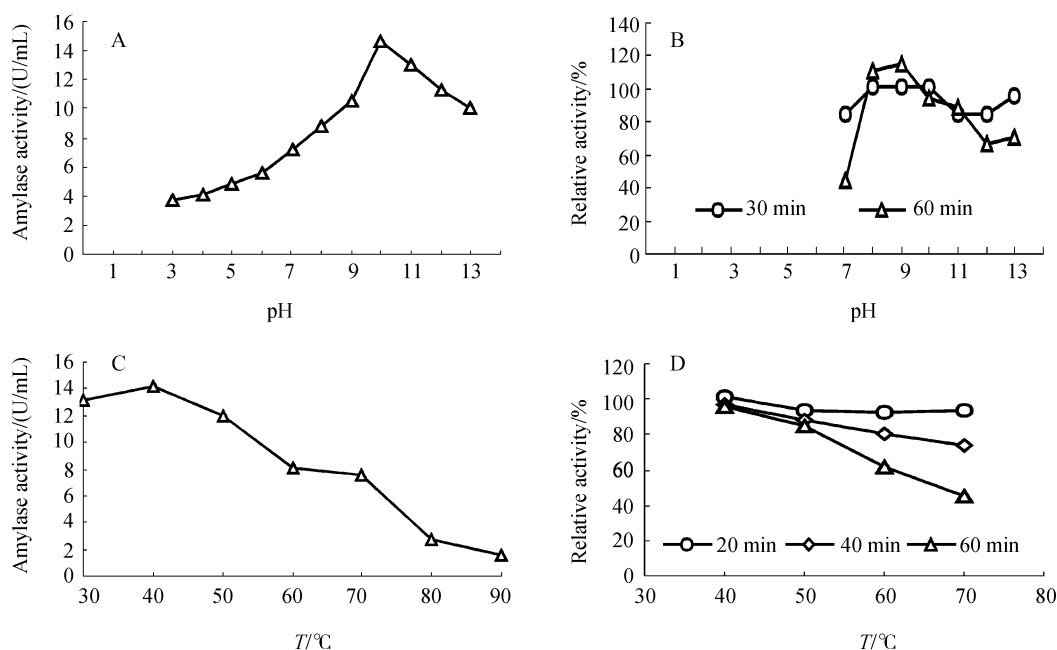 A
Amylase activity/(U/mL)
16
14
12
10
8
6
4
2
0
1 3 5 7 9 11 13
pH
B
Relative activity/%
140
120
100
80
60
40
20
0
30 min 60 min
1 3 5 7 9 11 13
pH
C
Amylase activity/(U/mL)
16
14
12
10
8
6
4
2
0
30 40 50 60 70 80 90
T/°C
D
Relative activity/%
120
100
80
60
40
20
0
20 min 40 min 60 min
30 40 50 60 70 80
T/°C